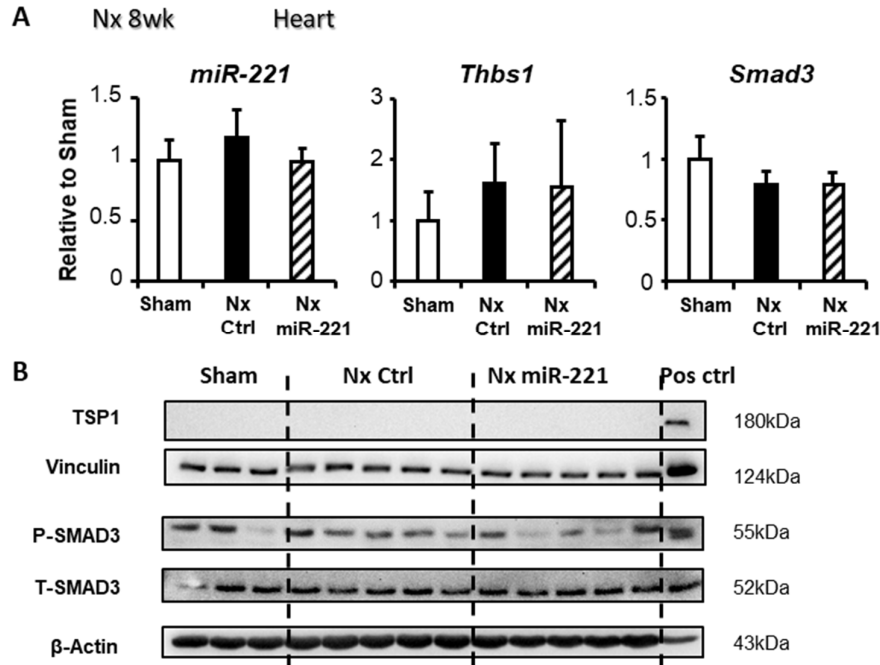 A Nx 8wk Heart
miR-221 Thbs1 Smad3
Relative to Sham
1.5
1
0.5
0
Sham Nx Ctrl Nx miR-221
3
2
1
0
Sham Nx Ctrl Nx miR-221
1.5
1
0.5
0
Sham Nx Ctrl Nx miR-221
B Sham Nx Ctrl Nx miR-221 Pos ctrl
TSP1 180kDa
Vinculin 124kDa
P-SMAD3 55kDa
T-SMAD3 52kDa
β-Actin 43kDa